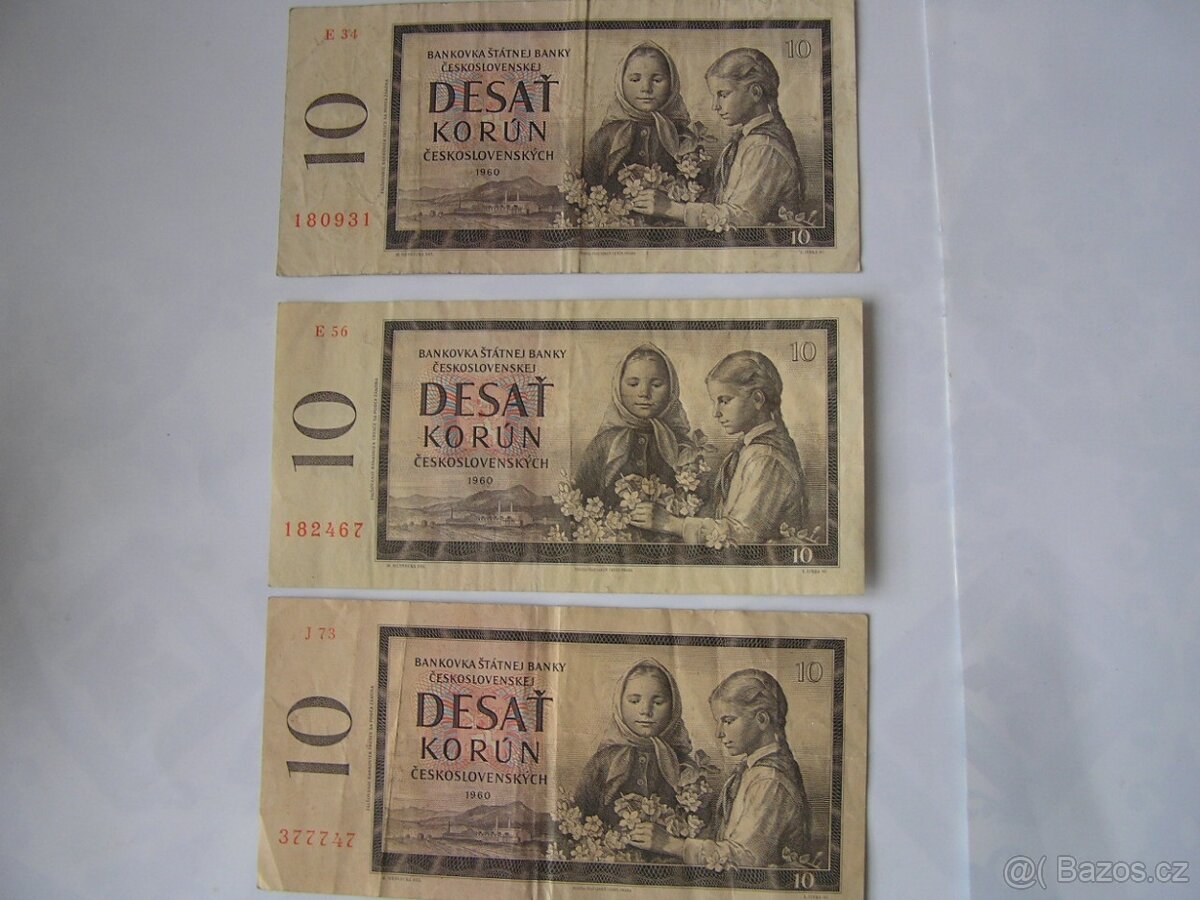 E 34
10
180931
BANKOVKA ŠTÁTNEJ BANKY
ČESKOSLOVENSKEJ
DESAŤ
KORÚN
ČESKOSLOVENSKÝCH
1960
10
10
E 56
10
182467
BANKOVKA ŠTÁTNEJ BANKY
ČESKOSLOVENSKEJ
DESAŤ
KORÚN
ČESKOSLOVENSKÝCH
1960
10
10
J 73
10
377747
BANKOVKA ŠTÁTNEJ BANKY
ČESKOSLOVENSKEJ
DESAŤ
KORÚN
ČESKOSLOVENSKÝCH
1960
10
10
@( Bazos.cz